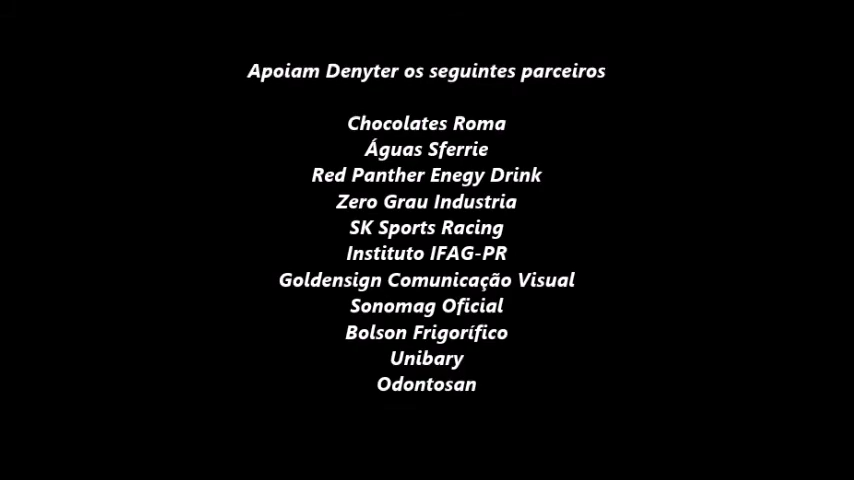 Apoiam Denyter os seguintes parceiros
Chocolates Roma
Águas Sferrie
Red Panther Enegy Drink
Zero Grau Industria
SK Sports Racing
Instituto IFAG-PR
Goldensign Comunicação Visual
Sonomag Oficial
Bolson Frigorífico
Unibary
Odontosan